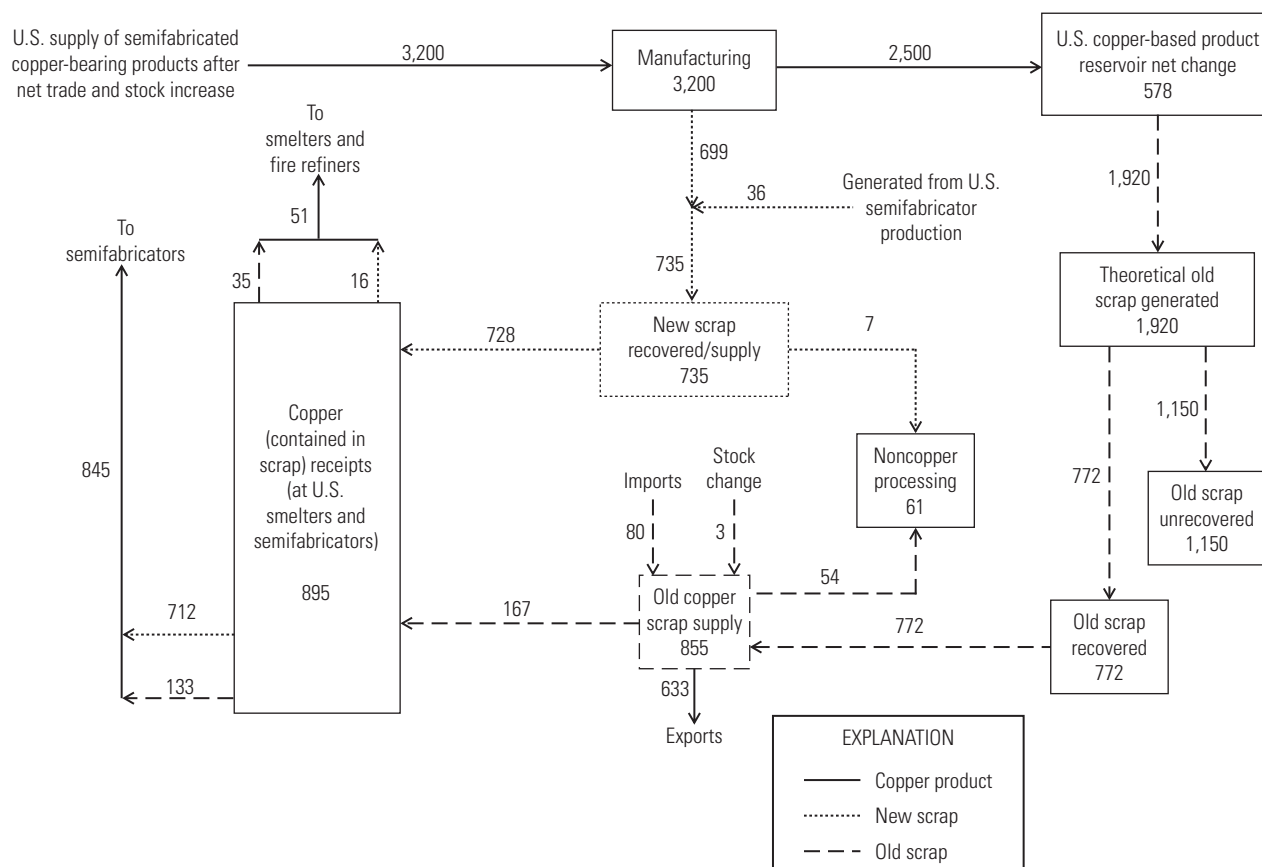 U.S. supply of semifabricated
copper-bearing products after
net trade and stock increase
3,200
Manufacturing
3,200
2,500
U.S. copper-based product
reservoir net change
578
To
smelters and
fire refiners
699
1,920
36
Generated from U.S.
semifabricator
production
51
To
semifabricators
35
16
735
Theoretical old
scrap generated
1,920
728
New scrap
recovered/supply
735
7
1,150
Copper
(contained in
scrap) receipts
(at U.S.
smelters and
semifabricators)
895
845
Imports
Stock
change
Noncopper
processing
61
772
Old scrap
unrecovered
1,150
80
3
54
Old copper
scrap supply
855
167
772
Old scrap
recovered
772
712
133
633
Exports
EXPLANATION
Copper product
New scrap
Old scrap